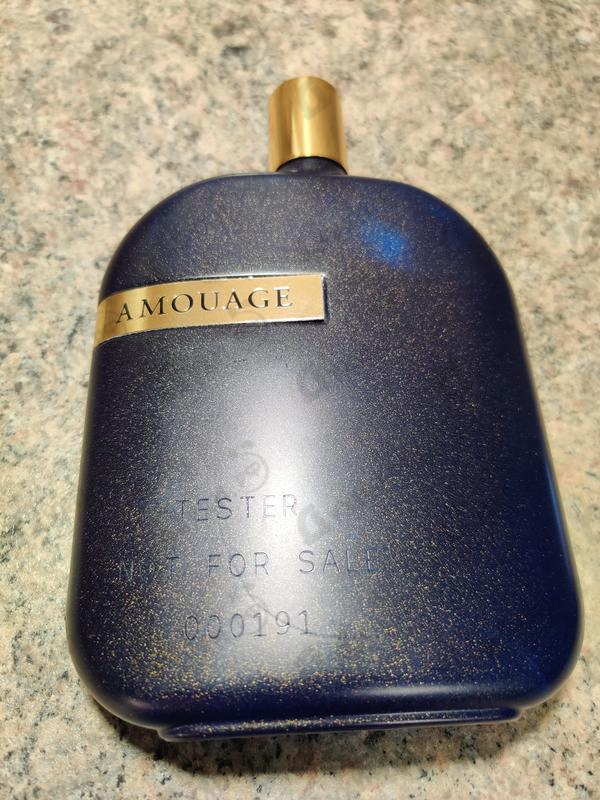 AMOUAGE
TESTER
NOT FOR SALE
000191